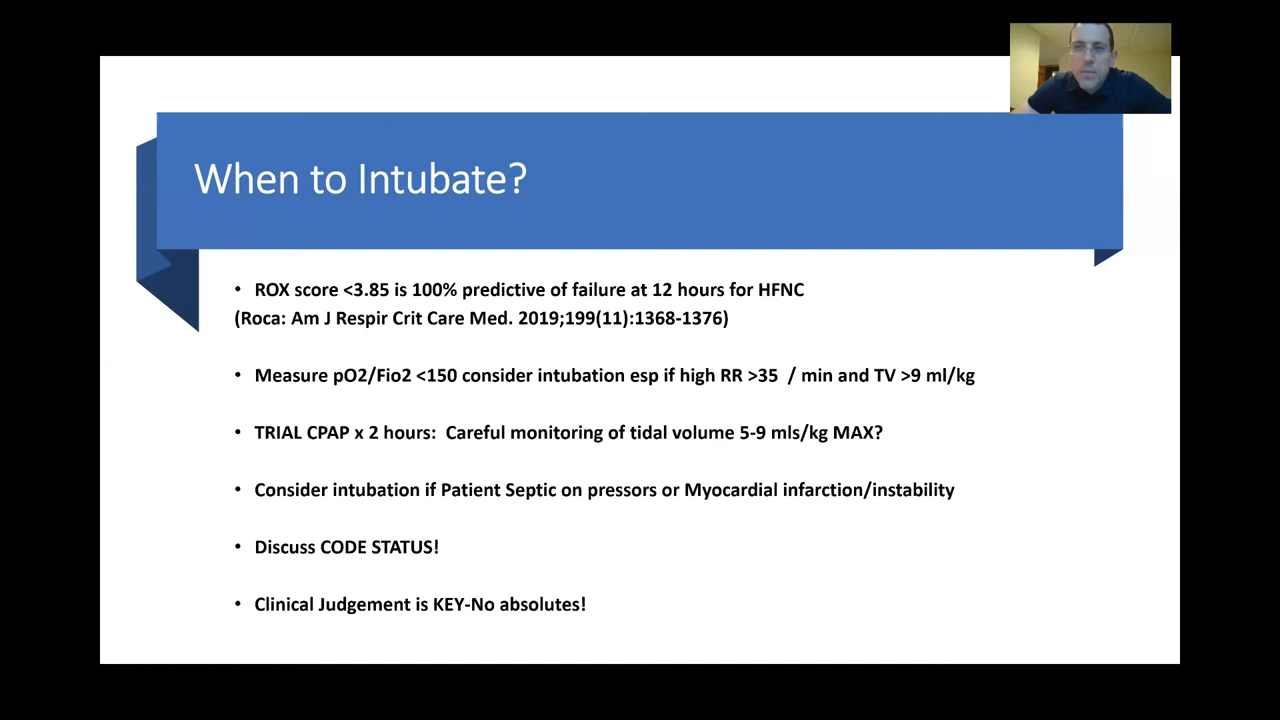 When to Intubate?
• ROX score <3.85 is 100% predictive of failure at 12 hours for HFNC
(Roca: Am J Respir Crit Care Med. 2019;199(11):1368-1376)
• Measure pO2/Fio2 <150 consider intubation esp if high RR >35 / min and TV >9 ml/kg
• TRIAL CPAP x 2 hours: Careful monitoring of tidal volume 5-9 mls/kg MAX?
• Consider intubation if Patient Septic on pressors or Myocardial infarction/instability
• Discuss CODE STATUS!
• Clinical Judgement is KEY-No absolutes!